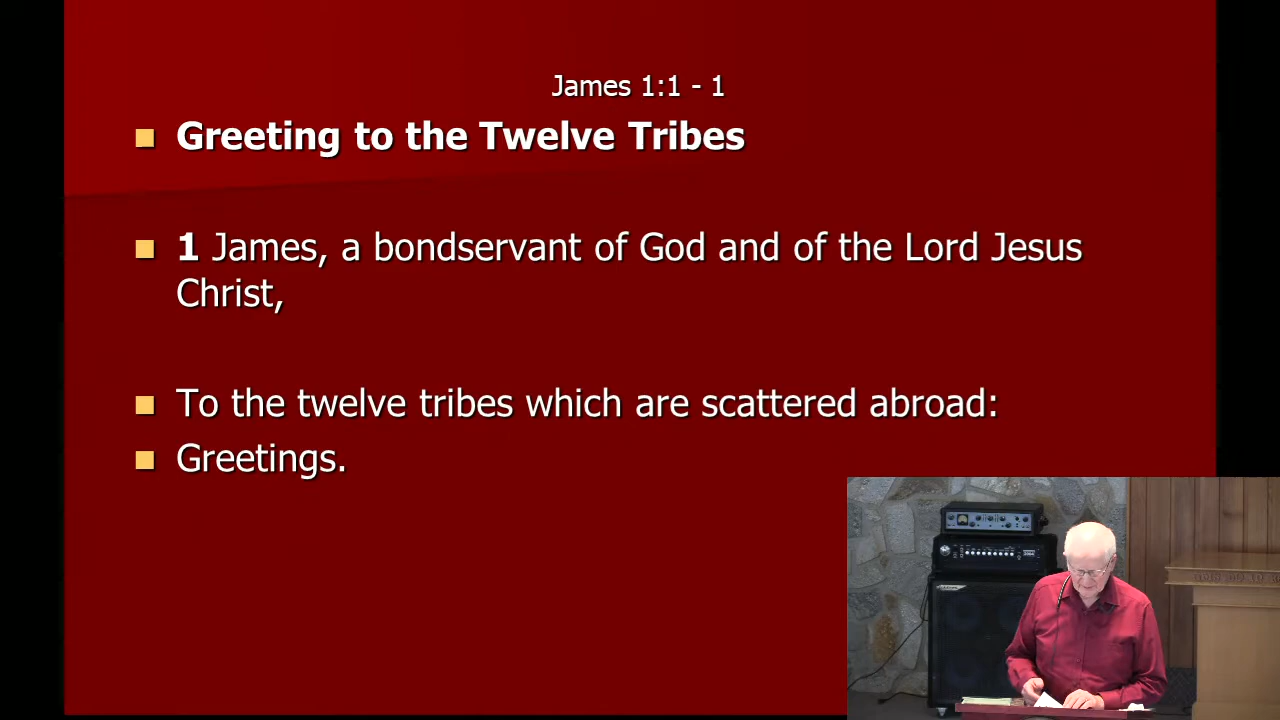 James 1:1 - 1
Greeting to the Twelve Tribes
1 James, a bondservant of God and of the Lord Jesus
Christ,
To the twelve tribes which are scattered abroad:
Greetings.